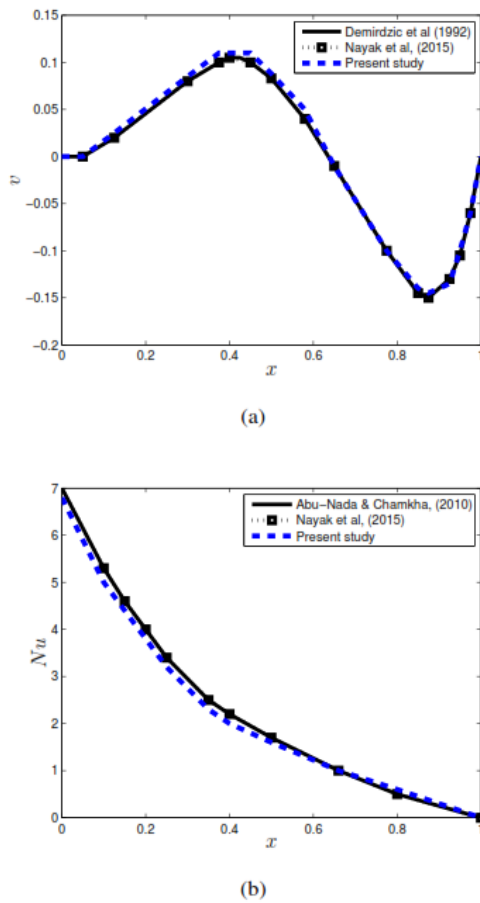 0.15
0.1
0.05
0
−0.05
−0.1
−0.15
−0.2
v
0 0.2 0.4 0.6 0.8 1
x
Demirdzic et al (1992)
Nayak et al, (2015)
Present study
(a)
7
6
5
4
3
2
1
0
Nu
0 0.2 0.4 0.6 0.8 1
x
Abu−Nada & Chamkha, (2010)
Nayak et al, (2015)
Present study
(b)